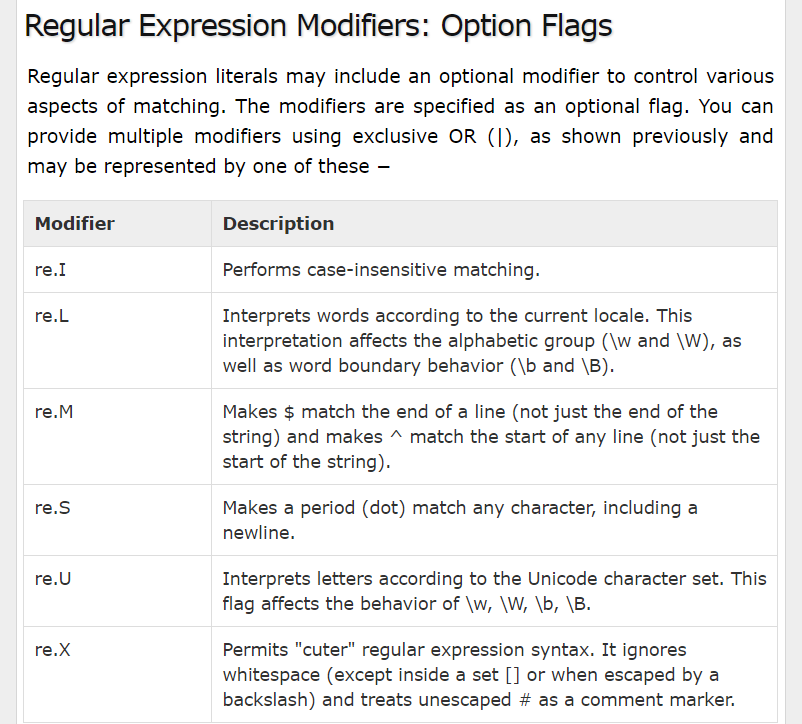 Regular Expression Modifiers: Option Flags
Regular expression literals may include an optional modifier to control various
aspects of matching. The modifiers are specified as an optional flag. You can
provide multiple modifiers using exclusive OR (|), as shown previously and
may be represented by one of these −
Modifier Description
re.I Performs case-insensitive matching.
re.L Interprets words according to the current locale. This
interpretation affects the alphabetic group (\w and \W), as
well as word boundary behavior (\b and \B).
re.M Makes $ match the end of a line (not just the end of the
string) and makes ^ match the start of any line (not just the
start of the string).
re.S Makes a period (dot) match any character, including a
newline.
re.U Interprets letters according to the Unicode character set. This
flag affects the behavior of \w, \W, \b, \B.
re.X Permits "cuter" regular expression syntax. It ignores
whitespace (except inside a set [] or when escaped by a
backslash) and treats unescaped # as a comment marker.